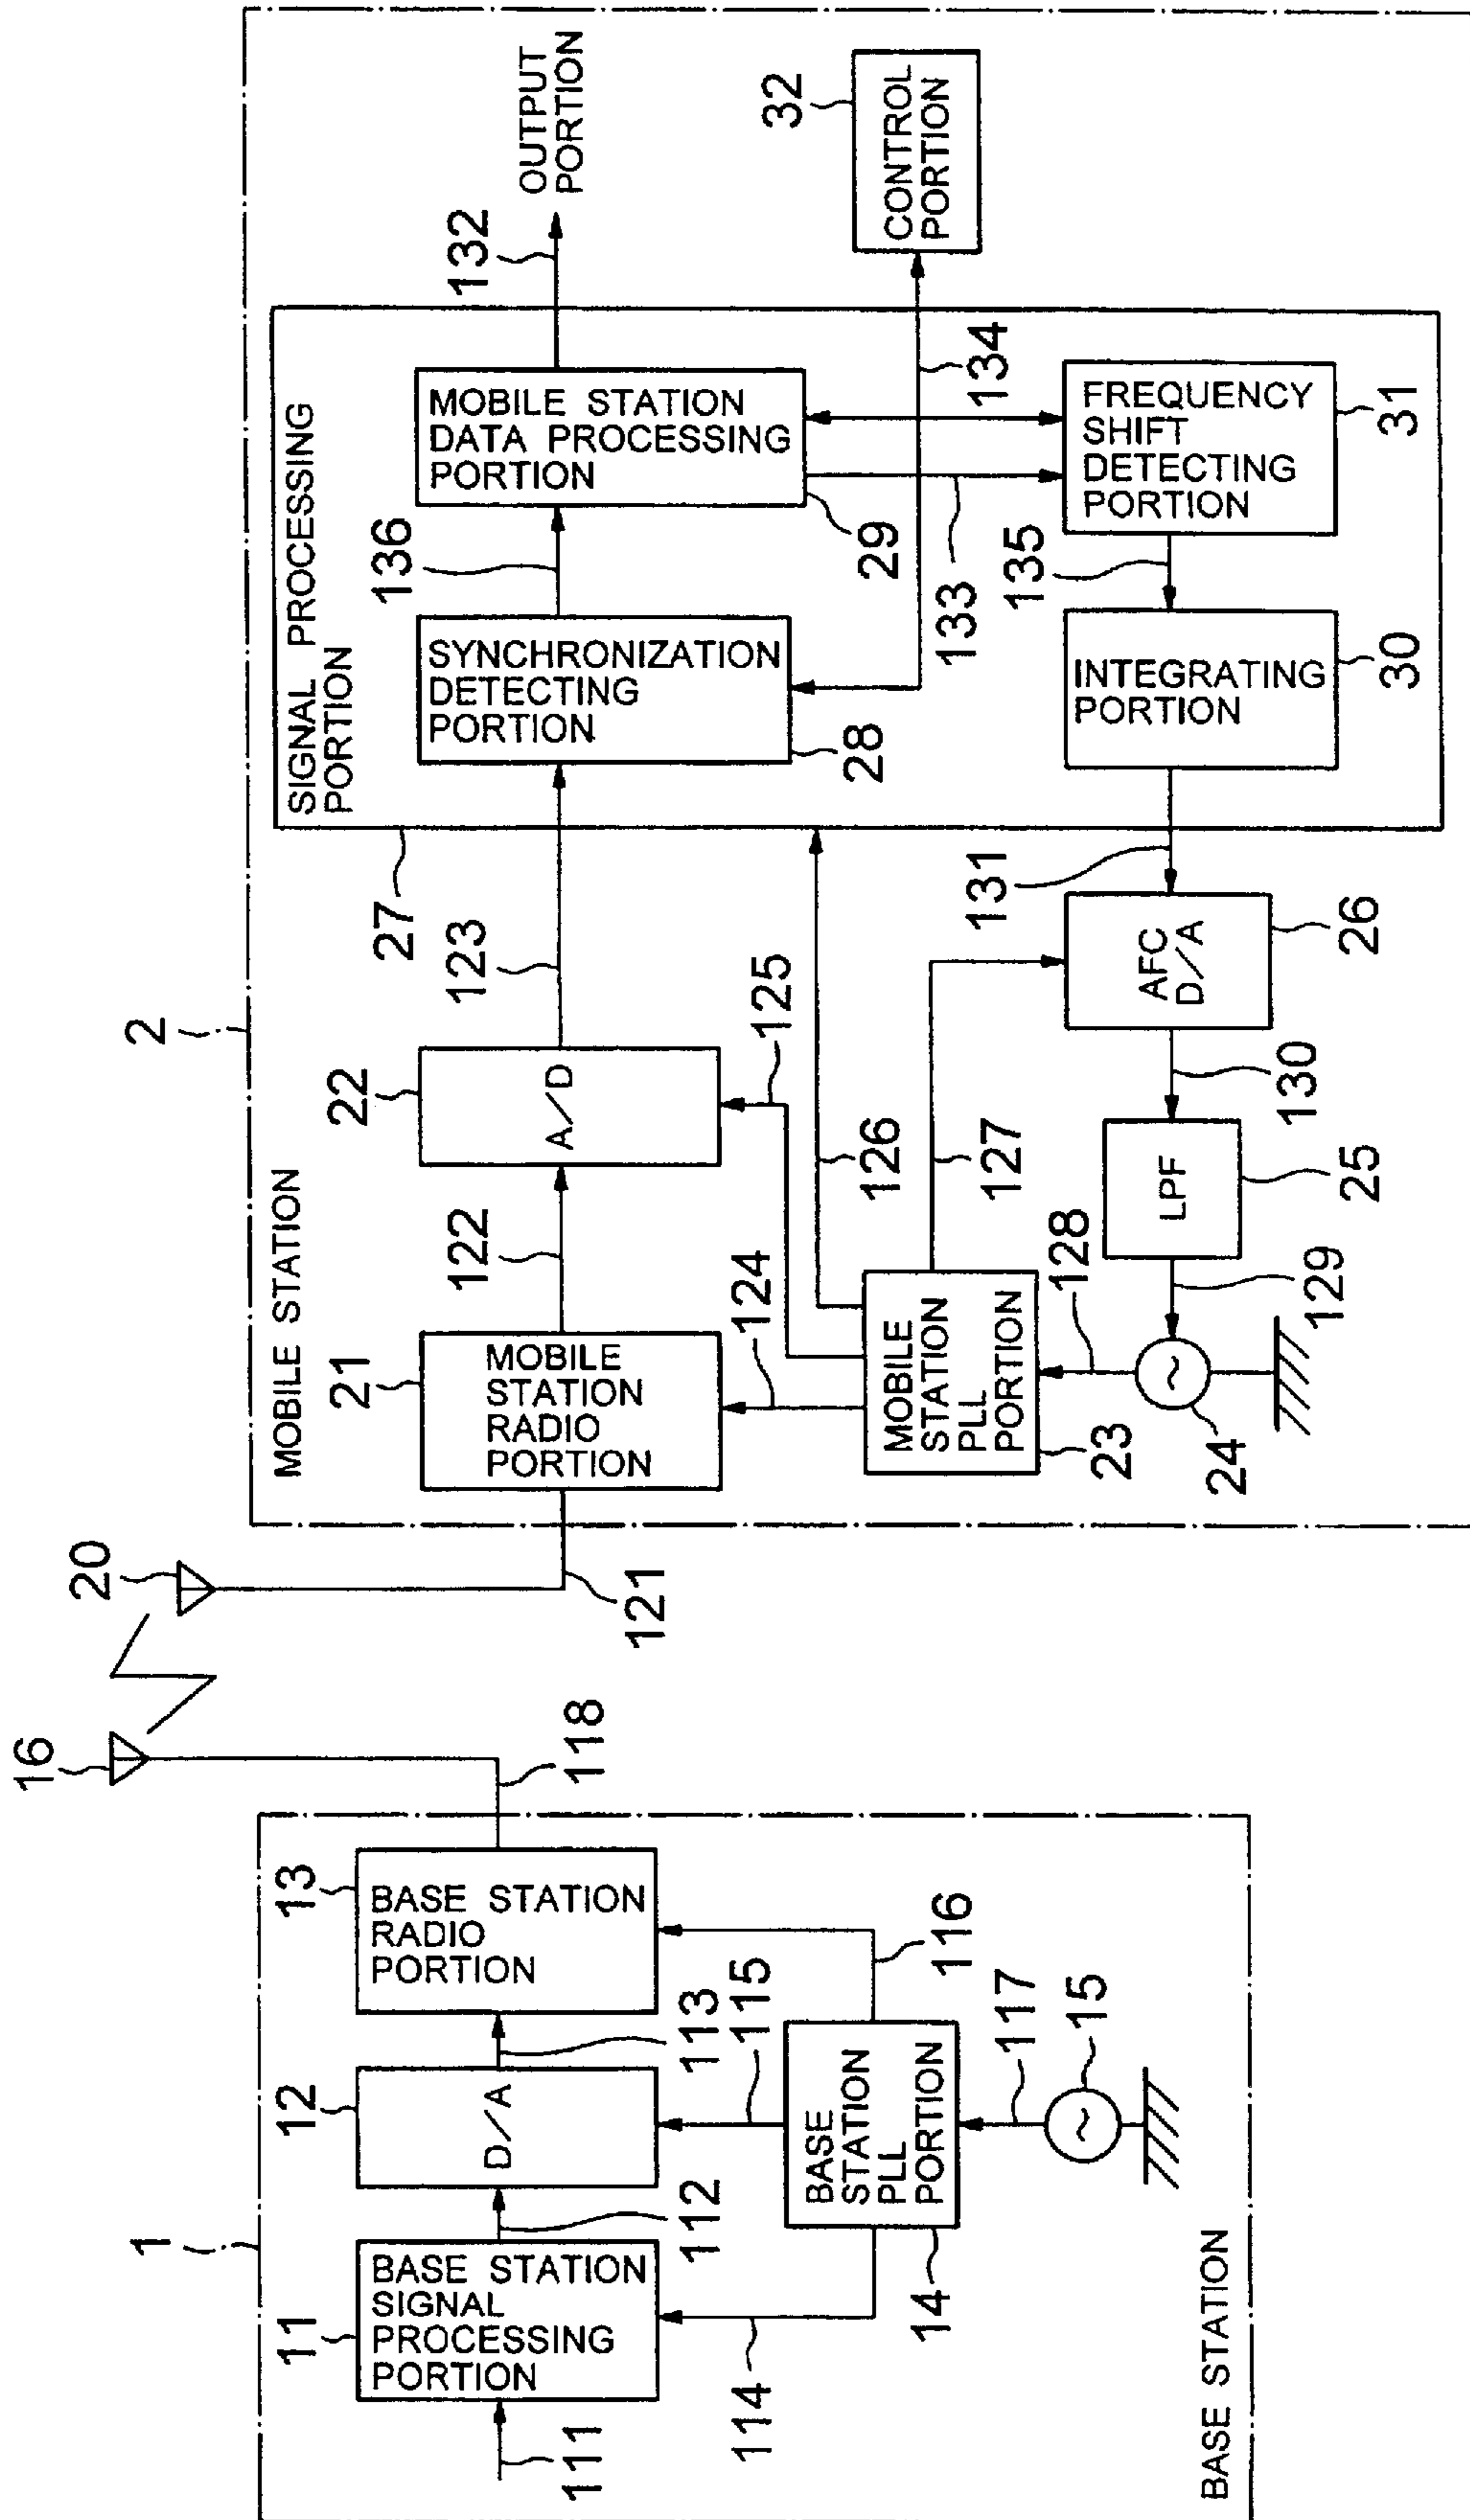 16
20
1
11
12
13
BASE STATION
SIGNAL
PROCESSING
PORTION
D/A
BASE STATION
RADIO
PORTION
111
112
113
118
114
115
116
BASE
STATION
PLL
PORTION
14
117
15
BASE STATION
2
MOBILE STATION
21
22
27
SIGNAL PROCESSING
PORTION
MOBILE
STATION
RADIO
PORTION
A/D
121
122
123
136
132
SYNCHRONIZATION
DETECTING
PORTION
28
MOBILE STATION
DATA PROCESSING
PORTION
29
OUTPUT
PORTION
32
CONTROL
PORTION
124
125
126
127
133
134
135
131
MOBILE
STATION
PLL
PORTION
23
128
24
129
LPF
25
130
AFC
D/A
26
INTEGRATING
PORTION
30
FREQUENCY
SHIFT
DETECTING
PORTION
31